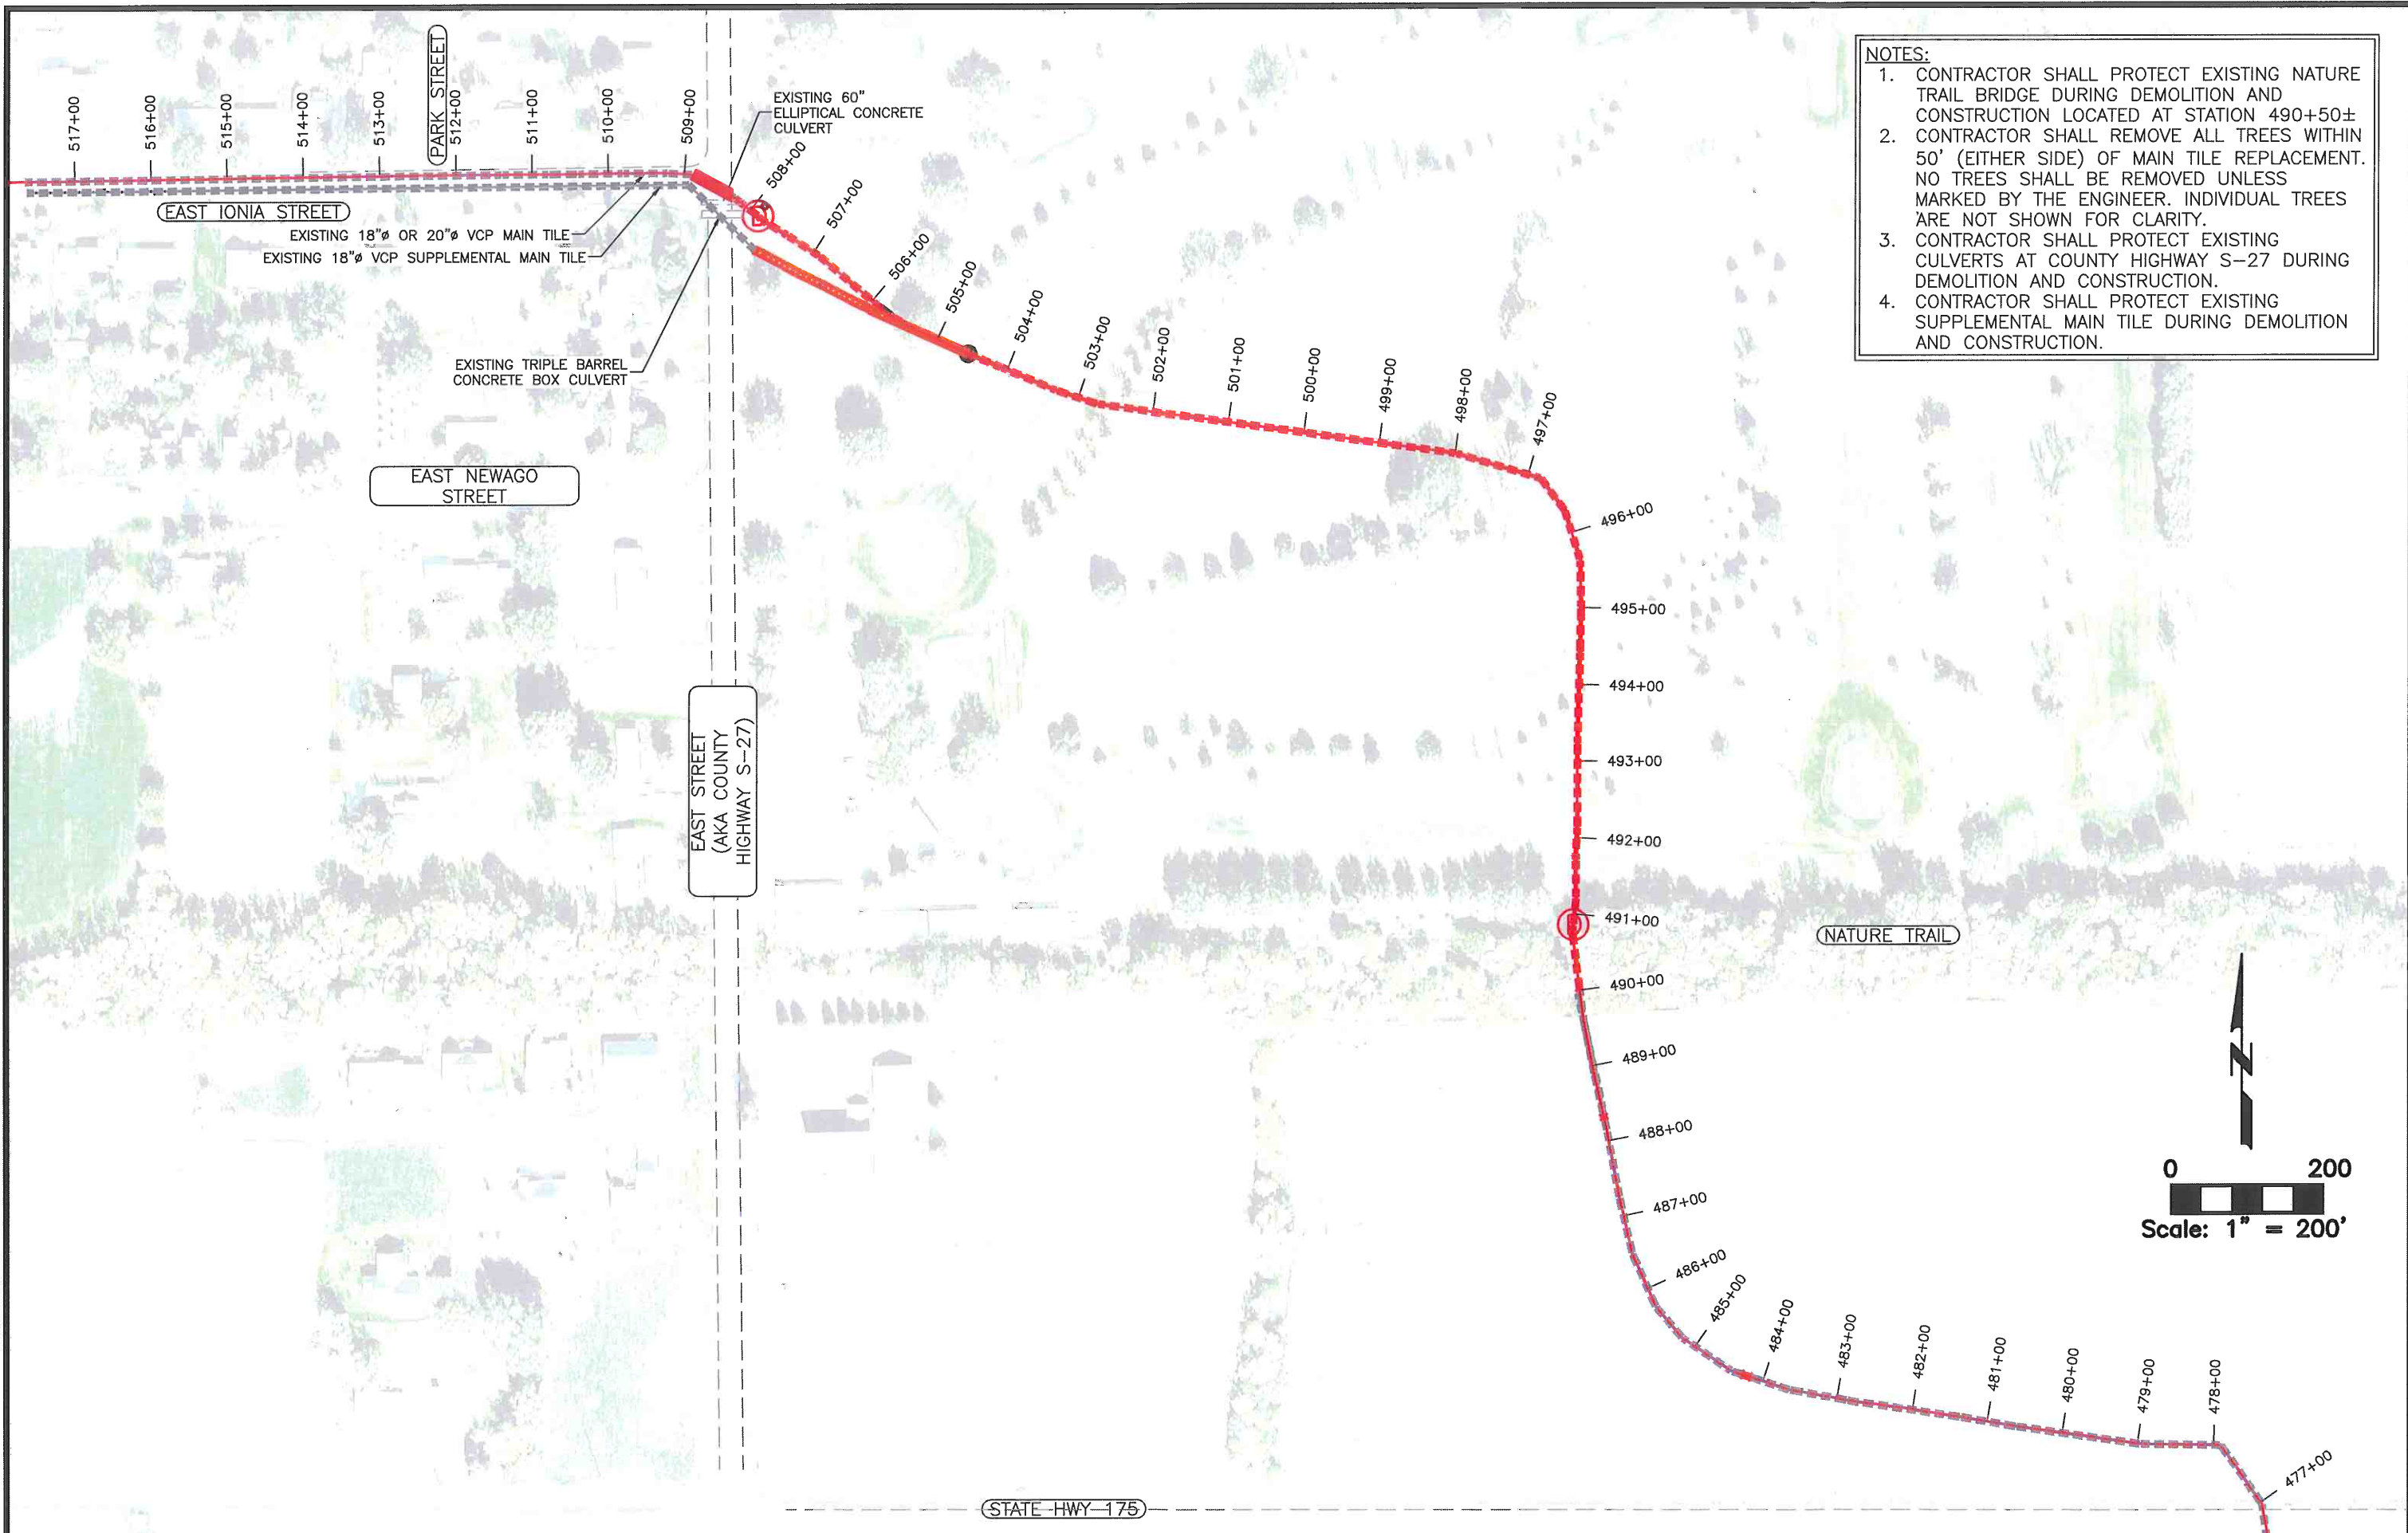 NOTES:
1. CONTRACTOR SHALL PROTECT EXISTING NATURE
TRAIL BRIDGE DURING DEMOLITION AND
CONSTRUCTION LOCATED AT STATION 490+50±
2. CONTRACTOR SHALL REMOVE ALL TREES WITHIN
50' (EITHER SIDE) OF MAIN TILE REPLACEMENT.
NO TREES SHALL BE REMOVED UNLESS
MARKED BY THE ENGINEER. INDIVIDUAL TREES
ARE NOT SHOWN FOR CLARITY.
3. CONTRACTOR SHALL PROTECT EXISTING
CULVERTS AT COUNTY HIGHWAY S-27 DURING
DEMOLITION AND CONSTRUCTION.
4. CONTRACTOR SHALL PROTECT EXISTING
SUPPLEMENTAL MAIN TILE DURING DEMOLITION
AND CONSTRUCTION.
517+00
516+00
515+00
514+00
513+00
PARK STREET
512+00
511+00
510+00
509+00
EXISTING 60"
ELLIPTICAL CONCRETE
CULVERT
508+00
507+00
506+00
505+00
504+00
503+00
502+00
501+00
500+00
499+00
498+00
497+00
496+00
495+00
494+00
493+00
492+00
491+00
490+00
489+00
488+00
487+00
486+00
485+00
484+00
483+00
482+00
481+00
480+00
479+00
478+00
477+00
EAST IONIA STREET
EXISTING 18"ø OR 20"ø VCP MAIN TILE
EXISTING 18"ø VCP SUPPLEMENTAL MAIN TILE
EXISTING TRIPLE BARREL
CONCRETE BOX CULVERT
EAST NEWAGO
STREET
EAST STREET
(AKA COUNTY
HIGHWAY S-27)
NATURE TRAIL
N
0 200
Scale: 1" = 200'
STATE HWY 175